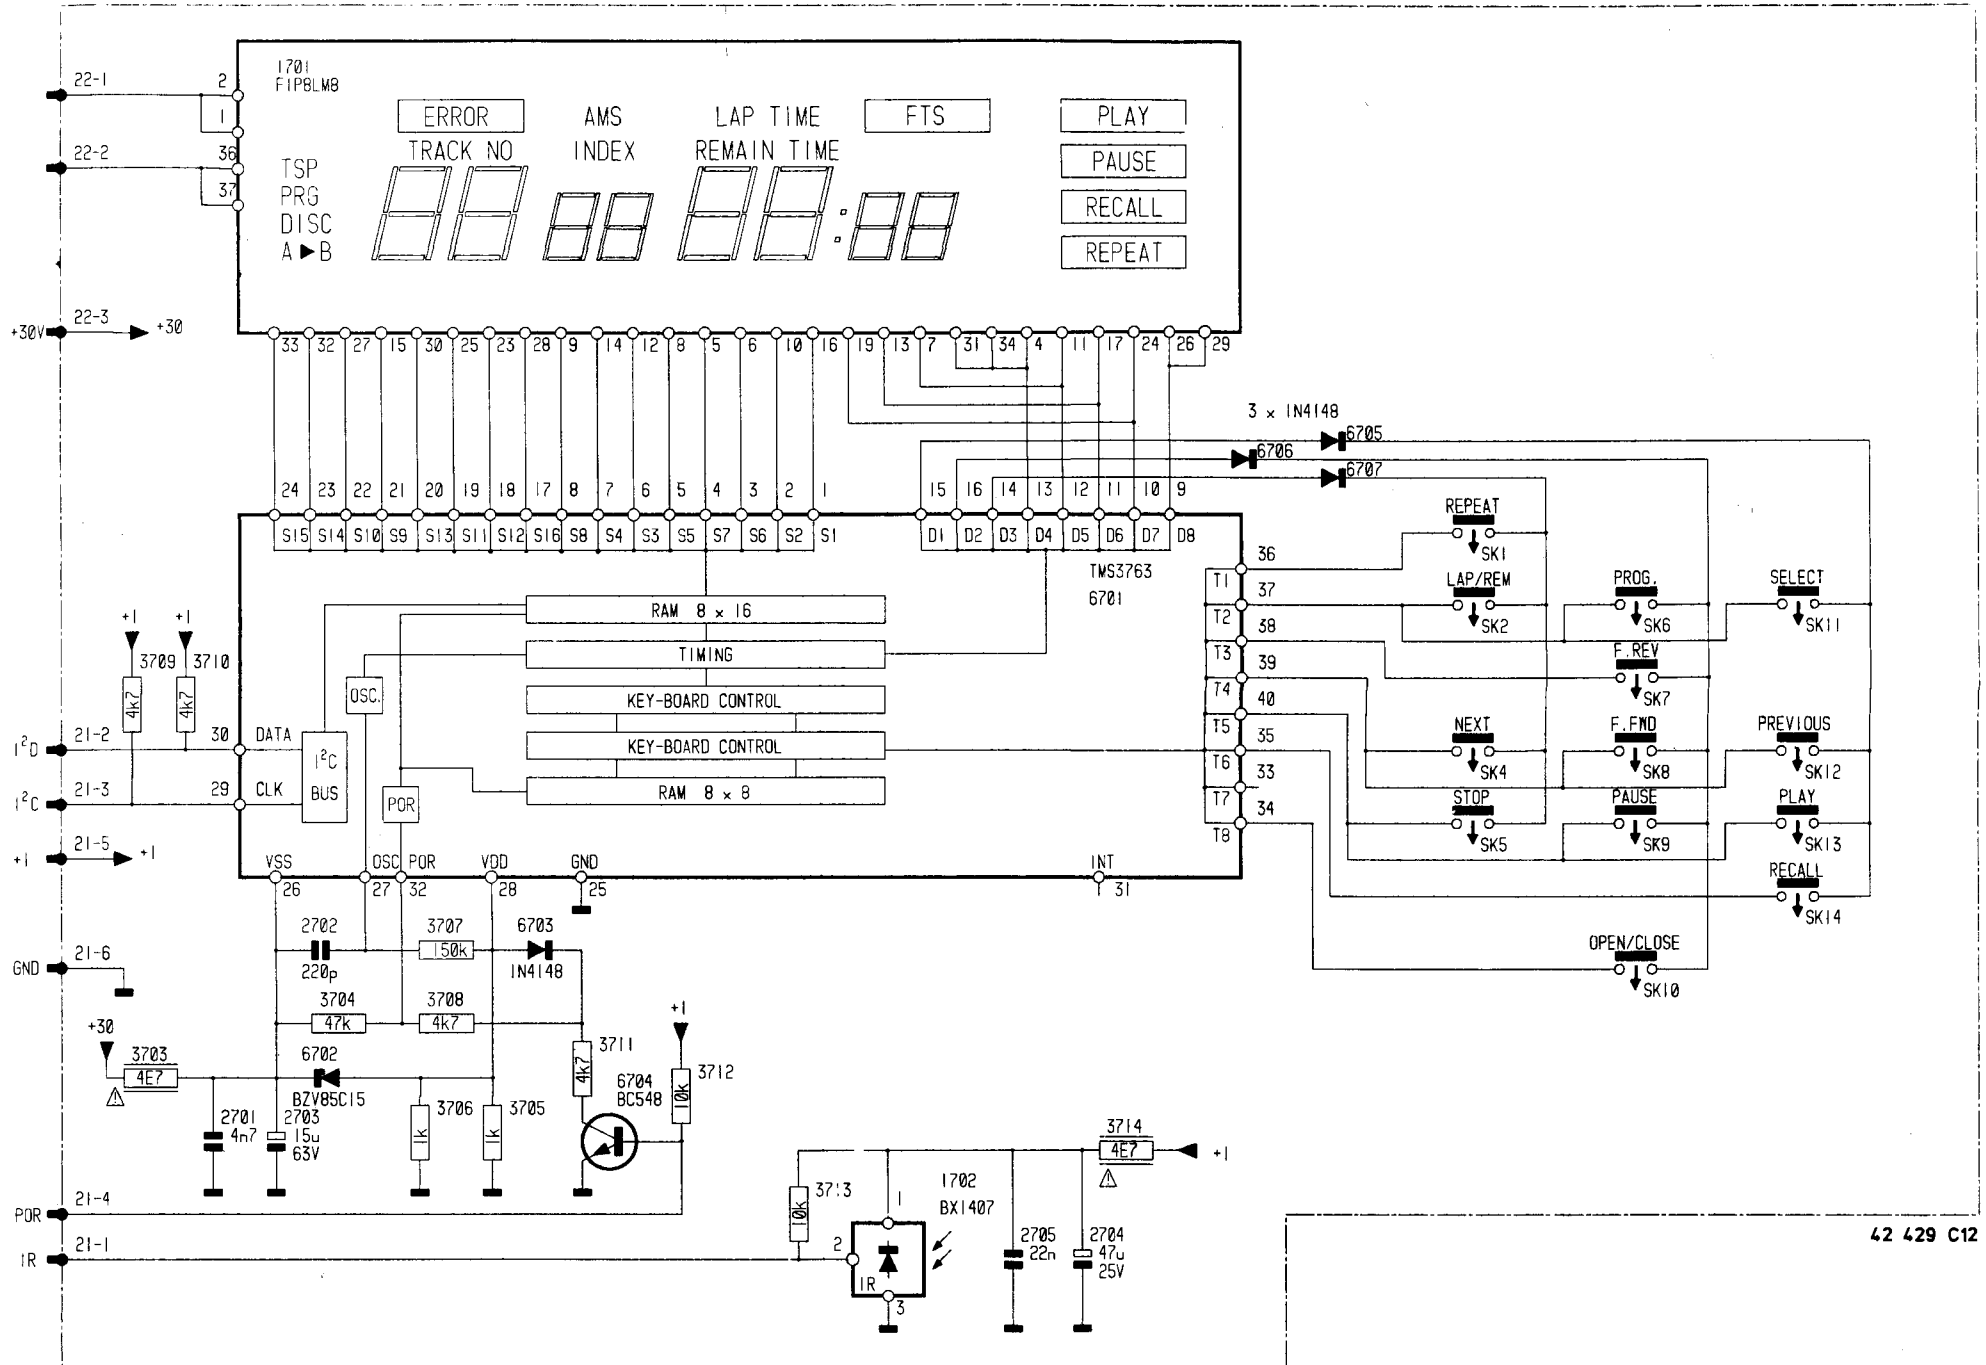 1701
FIP8LM8
22-1
2
1
22-2
36
37
ERROR
AMS
LAP TIME
FTS
PLAY
TRACK NO
INDEX
REMAIN TIME
PAUSE
RECALL
REPEAT
TSP
PRG
DISC
A►B
+30V
22-3
+30
33 32 27 15 30 25 23 28 9 14 12 8 5 6 10 16 19 13 7 31 34 4 11 17 24 26 29
3 x 1N4148
6705
6706
6707
24 23 22 21 20 19 18 17 8 7 6 5 4 3 2 1 15 16 14 13 12 11 10 9
S15 S14 S10 S9 S13 S11 S12 S16 S8 S4 S3 S5 S7 S6 S2 S1 D1 D2 D3 D4 D5 D6 D7 D8
TMS3763
6701
RAM 8 x 16
TIMING
KEY-BOARD CONTROL
KEY-BOARD CONTROL
RAM 8 x 8
OSC.
POR
I²C
BUS
DATA
CLK
30
29
T1 36
T2 37
T3 38
T4 39
T5 40
T6 35
T7 33
T8 34
REPEAT
SK1
LAP/REM
SK2
PROG.
SK6
SELECT
SK11
F.REV
SK7
NEXT
SK4
F.FWD
SK8
PREVIOUS
SK12
STOP
SK5
PAUSE
SK9
PLAY
SK13
RECALL
SK14
OPEN/CLOSE
SK10
+1 +1
3709 3710
4k7 4k7
I²D 21-2
I²C 21-3
+1 21-5 +1
GND 21-6
VSS OSC POR VDD GND INT
26 27 32 28 25 31
2702
220p
3707
150k
6703
1N4148
3704
47k
3708
4k7
+30
3703
4E7
6702
BZV85C15
3711
4k7
+1
3712
10k
6704
BC548
2701
4n7
2703
15u
63V
3706
1k
3705
1k
POR 21-4
IR 21-1
3713
10k
1702
BX1407
1
2
3
IR
3714
4E7
+1
2705
22n
2704
47u
25V
42 429 C12